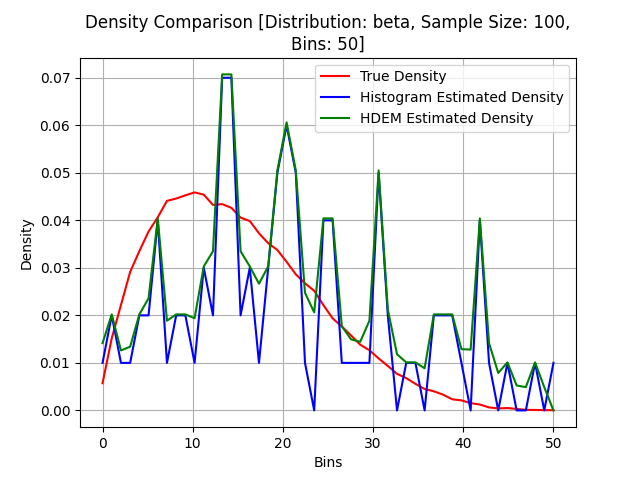 Density Comparison [Distribution: beta, Sample Size: 100,
Bins: 50]
True Density
Histogram Estimated Density
HDEM Estimated Density
Density
0.07
0.06
0.05
0.04
0.03
0.02
0.01
0.00
0 10 20 30 40 50
Bins